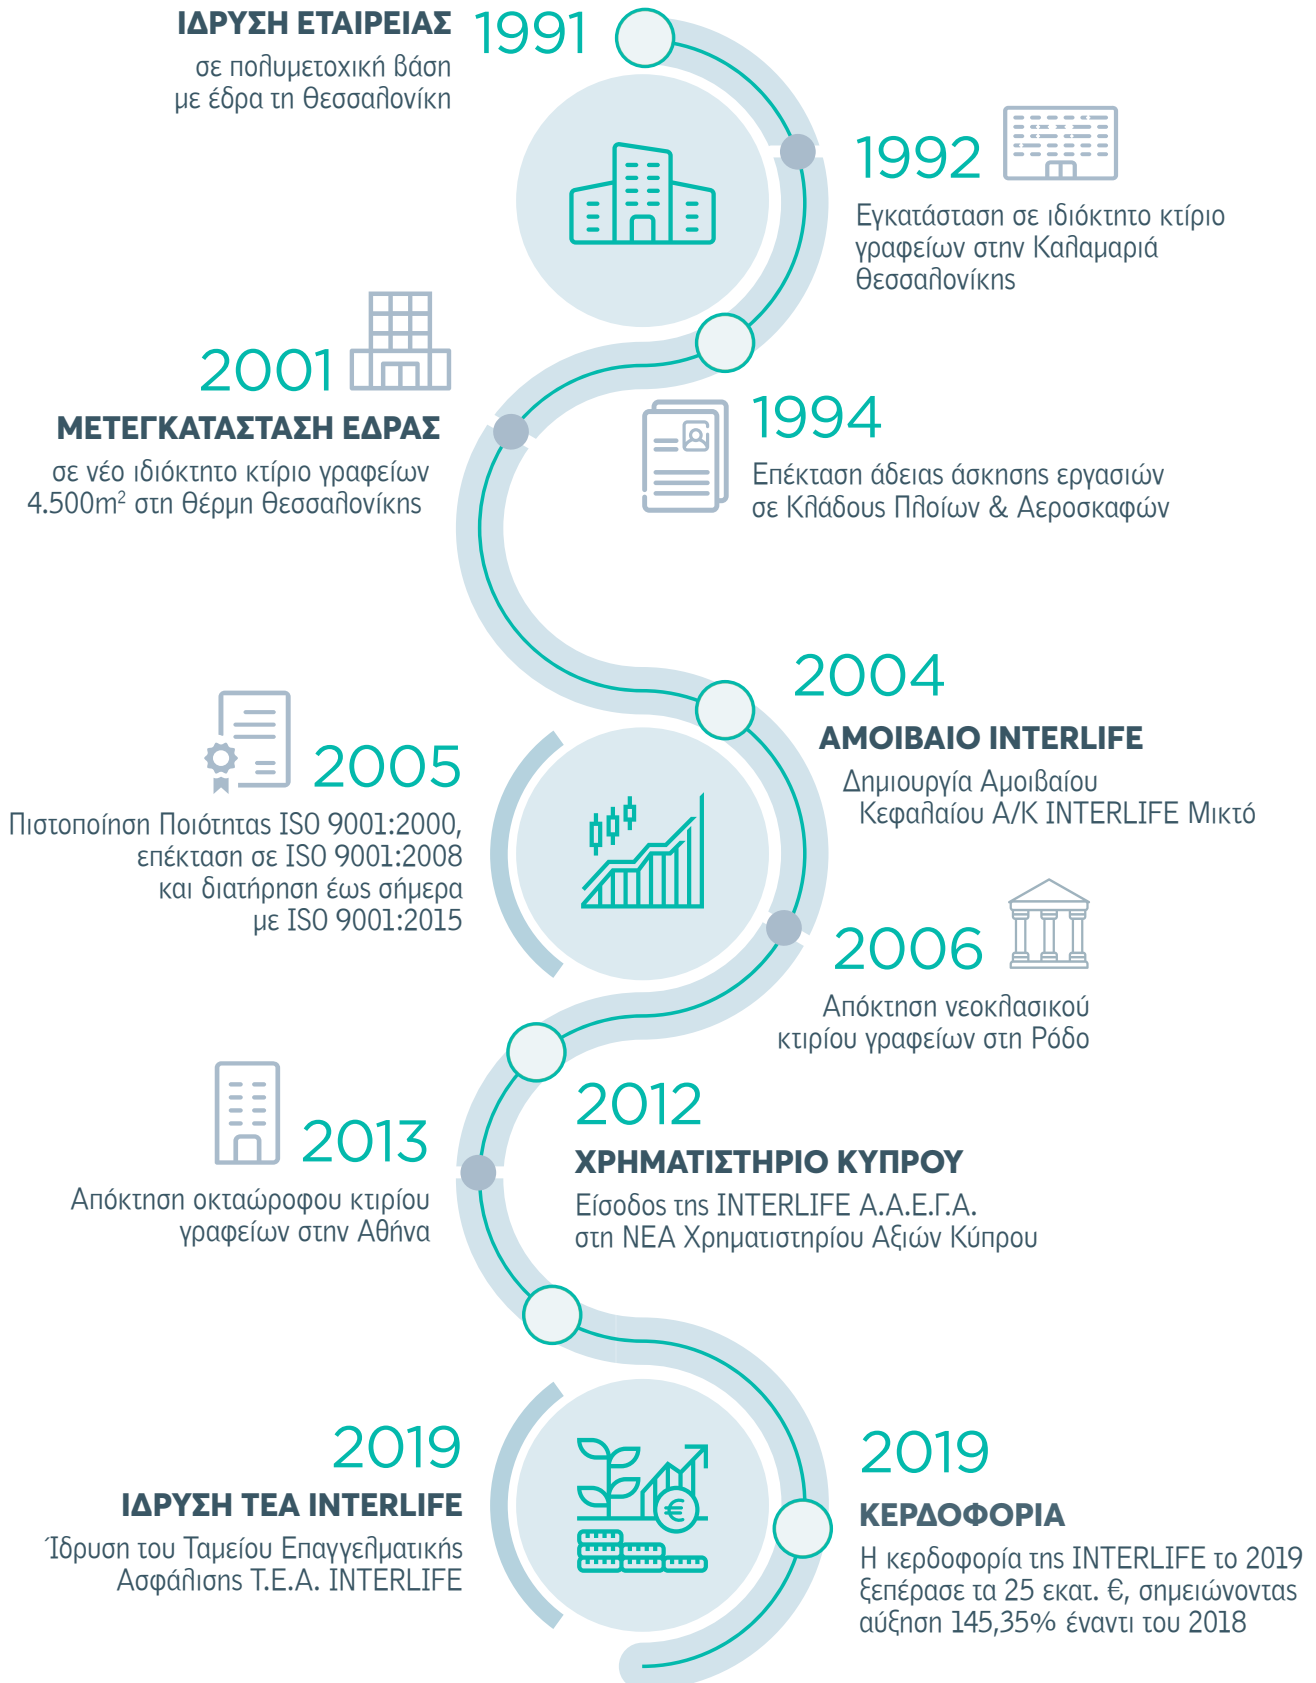 ΙΔΡΥΣΗ ΕΤΑΙΡΕΙΑΣ
1991
σε πολυμετοχική βάση
με έδρα τη Θεσσαλονίκη
1992
Εγκατάσταση σε ιδιόκτητο κτίριο
γραφείων στην Καλαμαριά
Θεσσαλονίκης
1994
Επέκταση άδειας άσκησης εργασιών
σε Κλάδους Πλοίων & Αεροσκαφών
2001
ΜΕΤΕΓΚΑΤΑΣΤΑΣΗ ΕΔΡΑΣ
σε νέο ιδιόκτητο κτίριο γραφείων
4.500m² στη Θέρμη Θεσσαλονίκης
2004
ΑΜΟΙΒΑΙΟ INTERLIFE
Δημιουργία Αμοιβαίου
Κεφαλαίου Α/Κ INTERLIFE Μικτό
2005
Πιστοποίηση Ποιότητας ISO 9001:2000,
επέκταση σε ISO 9001:2008
και διατήρηση έως σήμερα
με ISO 9001:2015
2006
Απόκτηση νεοκλασικού
κτιρίου γραφείων στη Ρόδο
2012
ΧΡΗΜΑΤΙΣΤΗΡΙΟ ΚΥΠΡΟΥ
Είσοδος της INTERLIFE Α.Α.Ε.Γ.Α.
στη ΝΕΑ Χρηματιστηρίου Αξιών Κύπρου
2013
Απόκτηση οκταώροφου κτιρίου
γραφείων στην Αθήνα
2019
ΙΔΡΥΣΗ ΤΕΑ INTERLIFE
Ίδρυση του Ταμείου Επαγγελματικής
Ασφάλισης Τ.Ε.Α. INTERLIFE
€
2019
ΚΕΡΔΟΦΟΡΙΑ
Η κερδοφορία της INTERLIFE το 2019
ξεπέρασε τα 25 εκατ. €, σημειώνοντας
αύξηση 145,35% έναντι του 2018